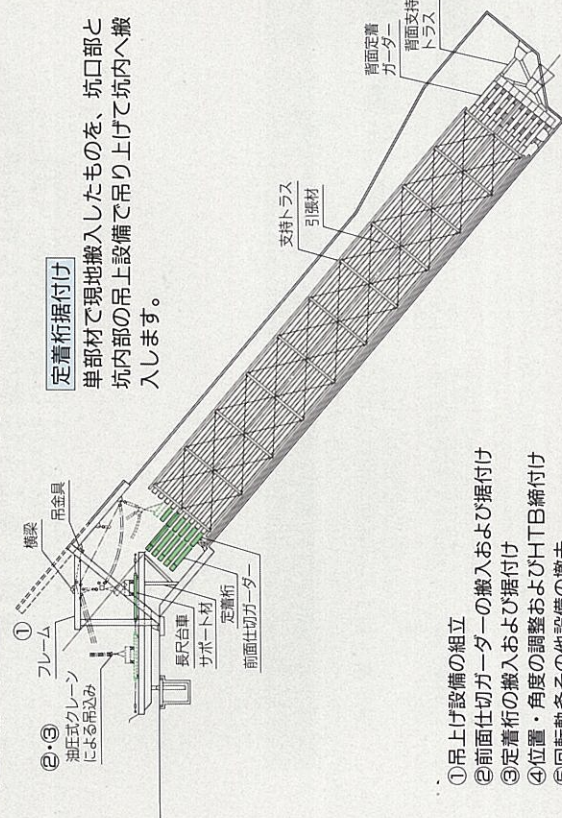 定着桁据付け
単部材で現地搬入したものを、坑口部と
坑内部の吊上設備で吊り上げて坑内へ搬
入します。
①
フレーム
横梁
吊金具
②・③
油圧式クレーン
による吊込み
長尺台車
サポート材
定着桁
前面仕切ガーダー
支持トラス
引張材
背面定着
ガーダー
背面支持
トラス
①吊上げ設備の組立
②前面仕切ガーダーの搬入および据付け
③定着桁の搬入および据付け
④位置・角度の調整およびHTB締付け